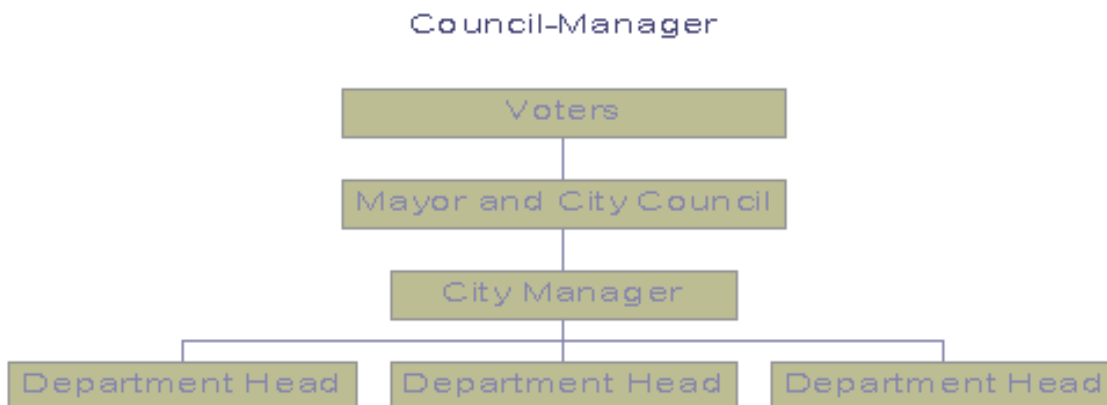 Council-Manager
Voters
Mayor and City Council
City Manager
Department Head
Department Head
Department Head